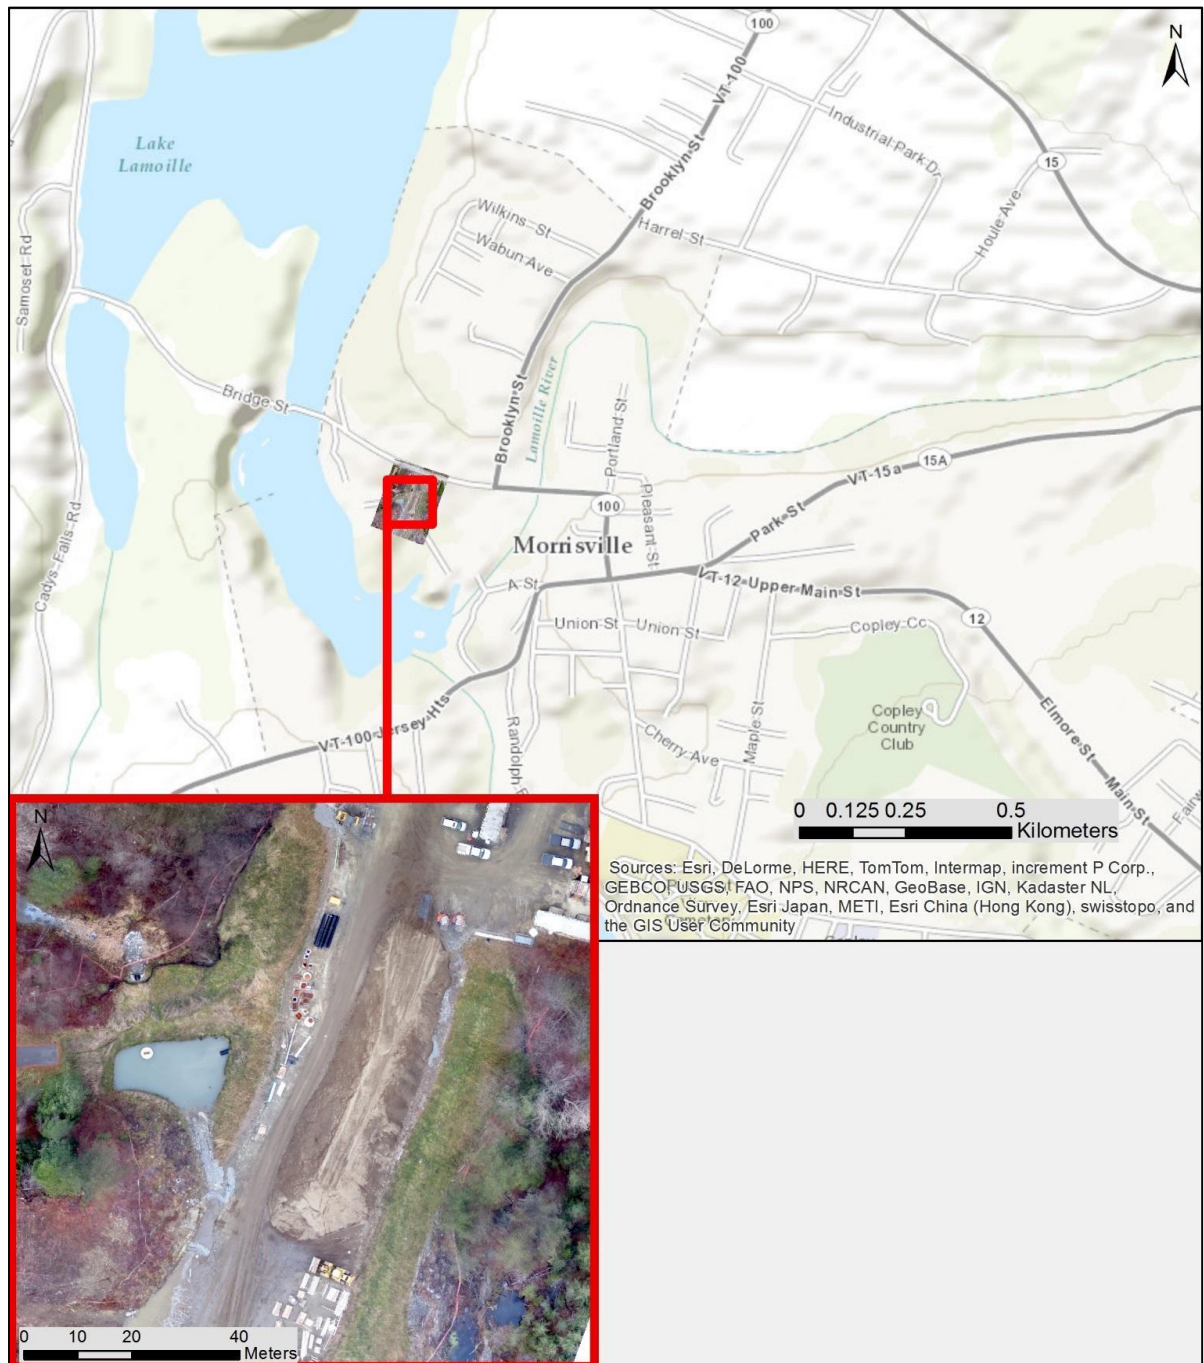 100
N
VT-100
Lake
Lamoille
Industrial Park Dr
15
Brooklyn St
Houle Ave
Wilkins St
Harrel St
Samoset Rd
Wabun Ave
Bridge St
Brooklyn St
Lamoille River
Portland St
15A
VT-15a
Cadys Falls Rd
100
Pleasant St
Park St
Morrisville
A St
VT-12 Upper Main St
Union St
Union St
Copley Cc
12
VT-100 Jersey Hts
Randolph R
Cherry Ave
Maple St
Copley
Country
Club
Elmore St
Main St
0 0.125 0.25 0.5
Kilometers
Sources: Esri, DeLorme, HERE, TomTom, Intermap, increment P Corp.,
GEBCO, USGS, FAO, NPS, NRCAN, GeoBase, IGN, Kadaster NL,
Ordnance Survey, Esri Japan, METI, Esri China (Hong Kong), swisstopo, and
the GIS User Community
N
0 10 20 40
Meters